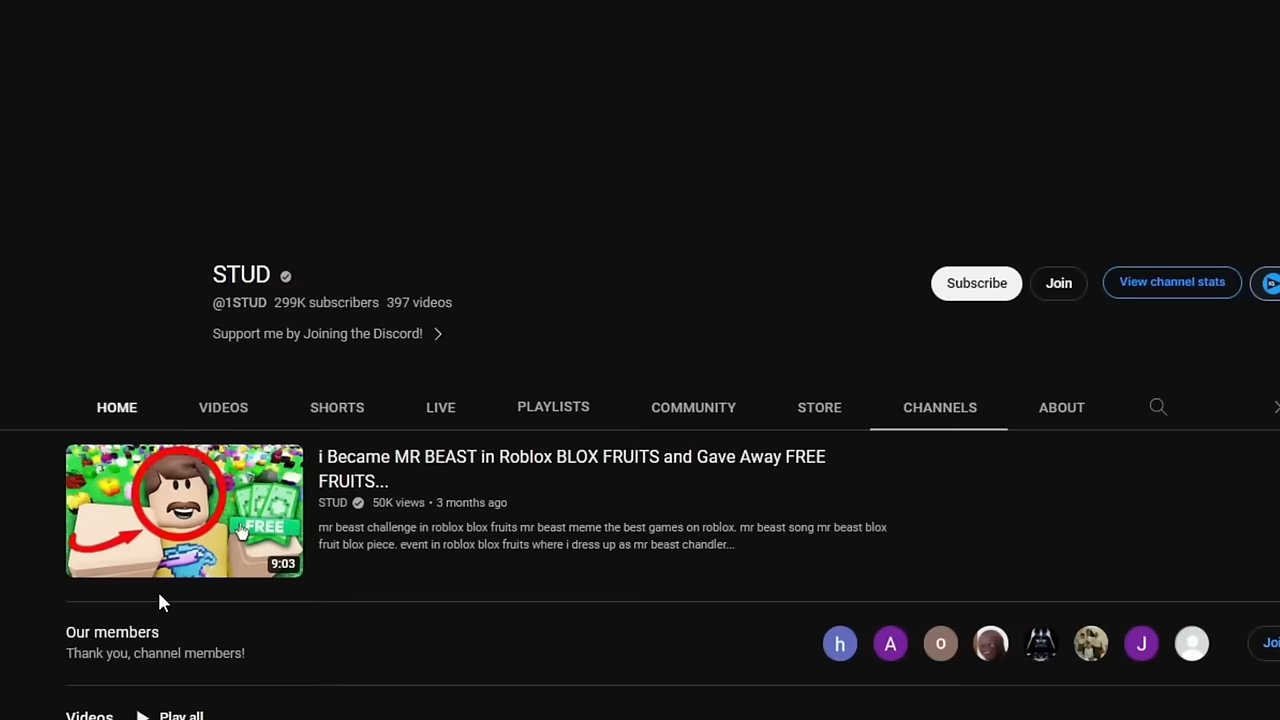 STUD
@1STUD 299K subscribers 397 videos
Support me by Joining the Discord!
Subscribe
Join
View channel stats
HOME
VIDEOS
SHORTS
LIVE
PLAYLISTS
COMMUNITY
STORE
CHANNELS
ABOUT
FREE
9:03
i Became MR BEAST in Roblox BLOX FRUITS and Gave Away FREE
FRUITS...
STUD 50K views • 3 months ago
mr beast challenge in roblox blox fruits mr beast meme the best games on roblox. mr beast song mr beast blox
fruit blox piece. event in roblox blox fruits where i dress up as mr beast chandler...
Our members
Thank you, channel members!
h
A
o
J
Joi
Videos
Play all